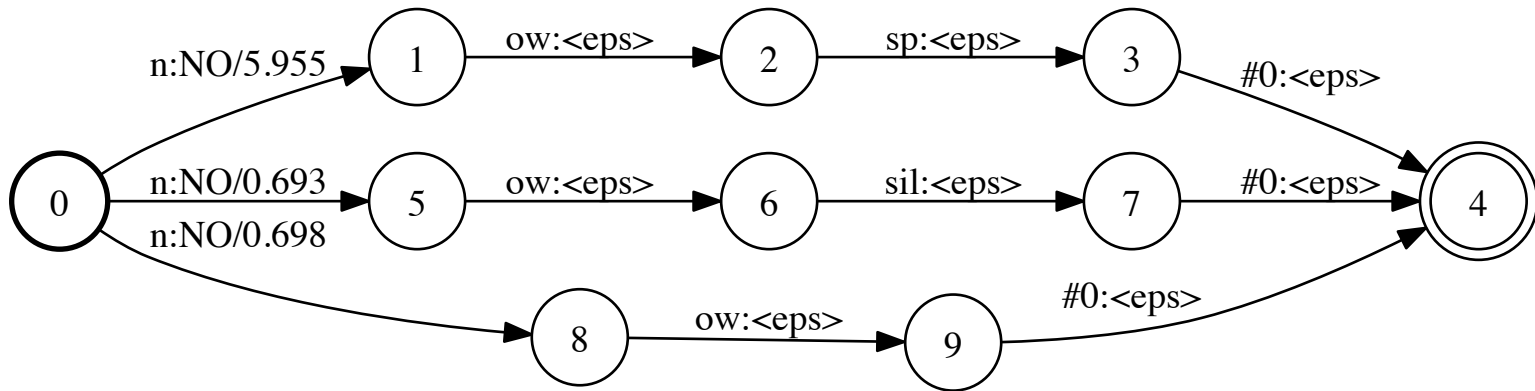 n:NO/5.955 1 ow:<eps> 2 sp:<eps> 3 #0:<eps>
0 n:NO/0.693 5 ow:<eps> 6 sil:<eps> 7 #0:<eps> 4
n:NO/0.698 8 ow:<eps> 9 #0:<eps>